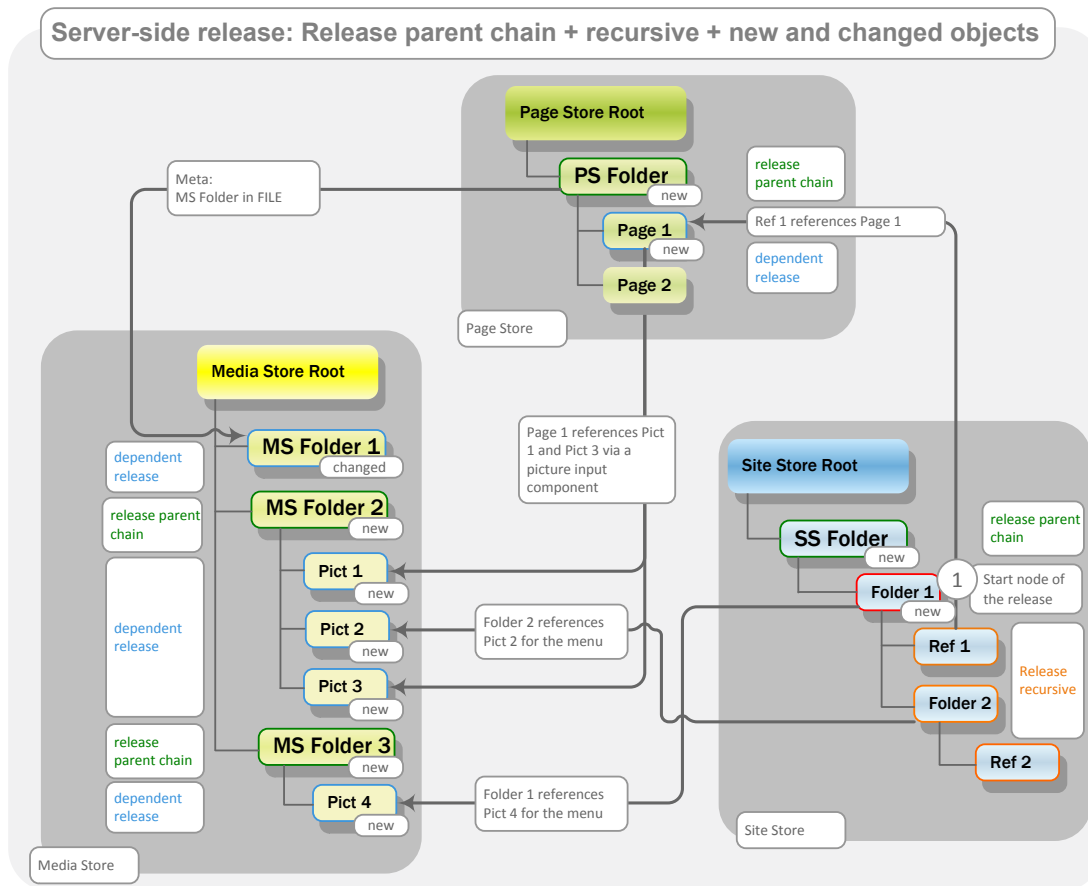 Server-side release: Release parent chain + recursive + new and changed objects
Page Store Root
PS Folder
new
release
parent chain
Meta:
MS Folder in FILE
Page 1
new
Ref 1 references Page 1
dependent
release
Page 2
Page Store
Media Store Root
MS Folder 1
changed
dependent
release
MS Folder 2
new
release parent
chain
Pict 1
new
Pict 2
new
dependent
release
Pict 3
new
MS Folder 3
new
release
parent chain
Pict 4
new
dependent
release
Media Store
Page 1 references Pict
1 and Pict 3 via a
picture input
component
Folder 2 references
Pict 2 for the menu
Folder 1 references
Pict 4 for the menu
Site Store Root
SS Folder
new
release parent
chain
Folder 1
new
1
Start node of
the release
Ref 1
Release
recursive
Folder 2
Ref 2
Site Store